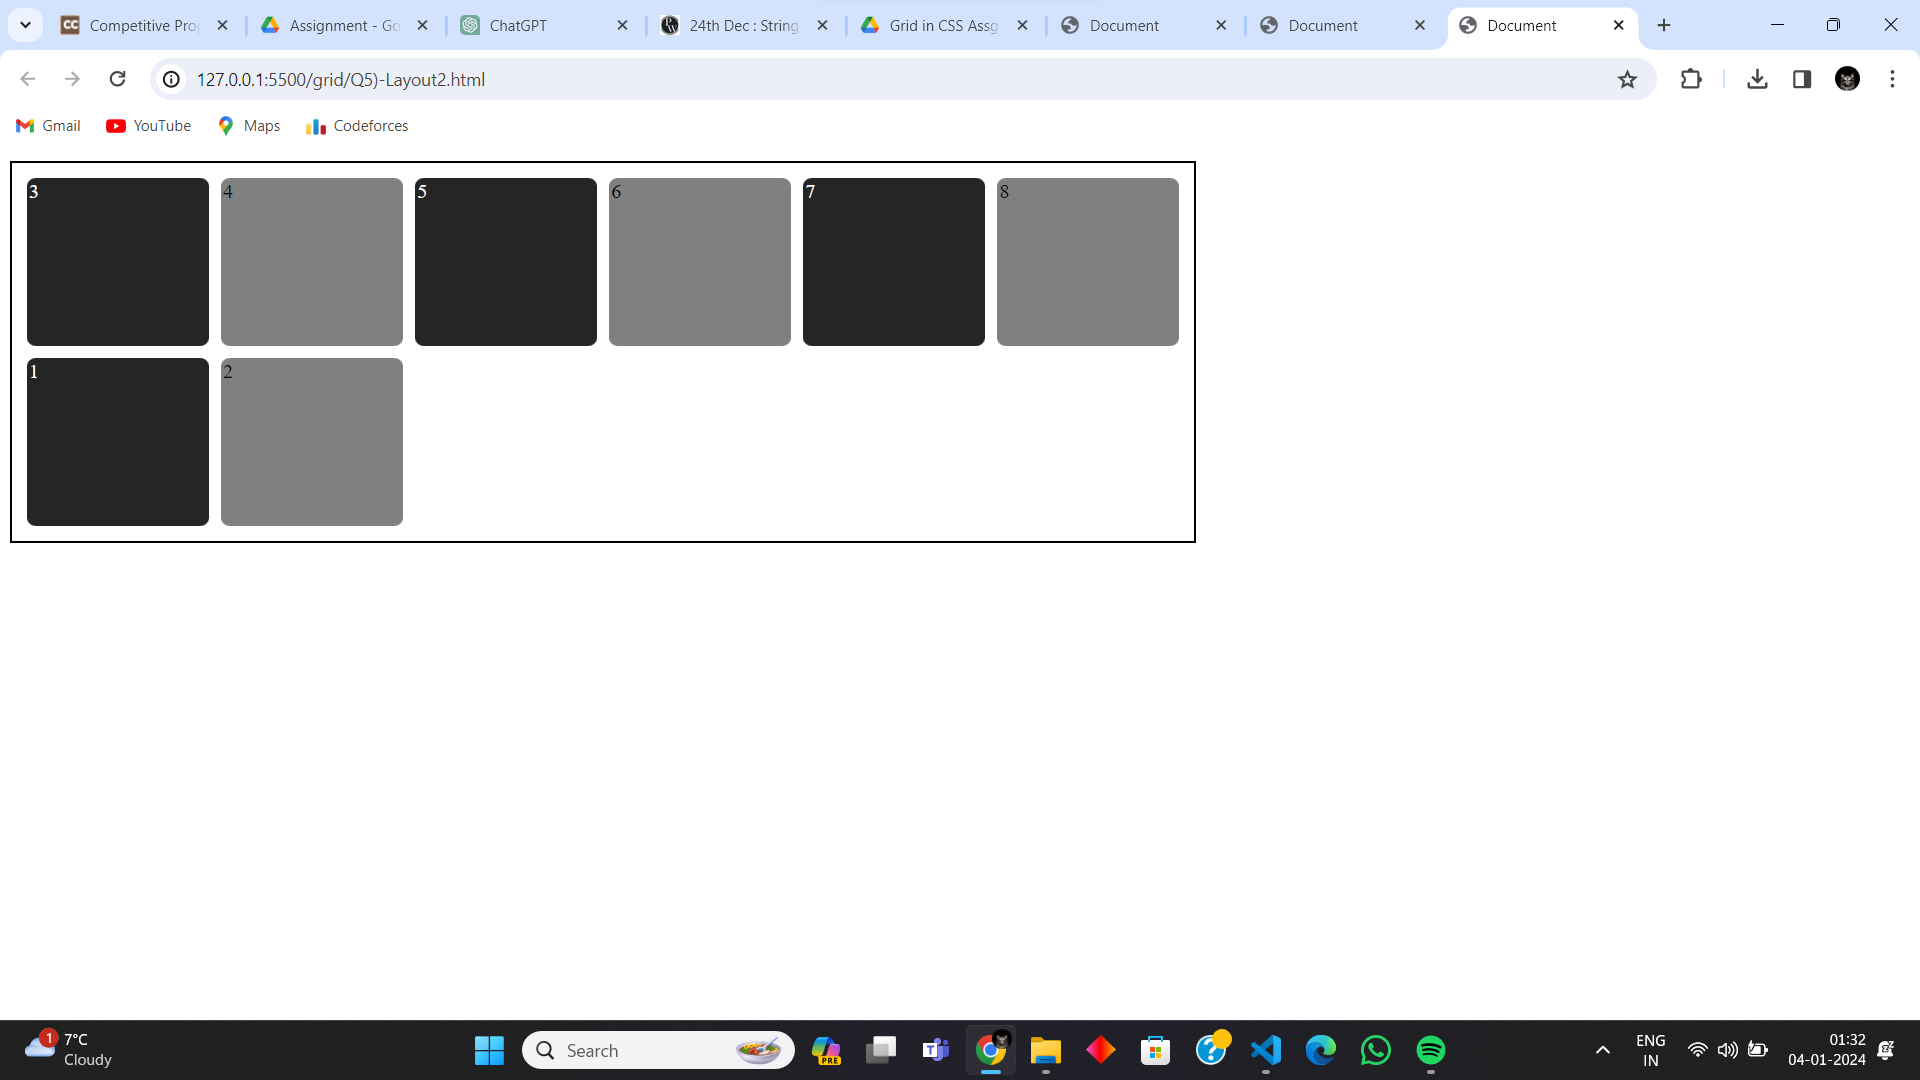 CC Competitive Prog
Assignment - Go
ChatGPT
24th Dec : String
Grid in CSS Assg.
Document
Document
Document
127.0.0.1:5500/grid/Q5)-Layout2.html
Gmail
YouTube
Maps
Codeforces
3 4 5 6 7 8
1 2
1
7°C
Cloudy
Search
PRE
ENG
IN
01:32
04-01-2024